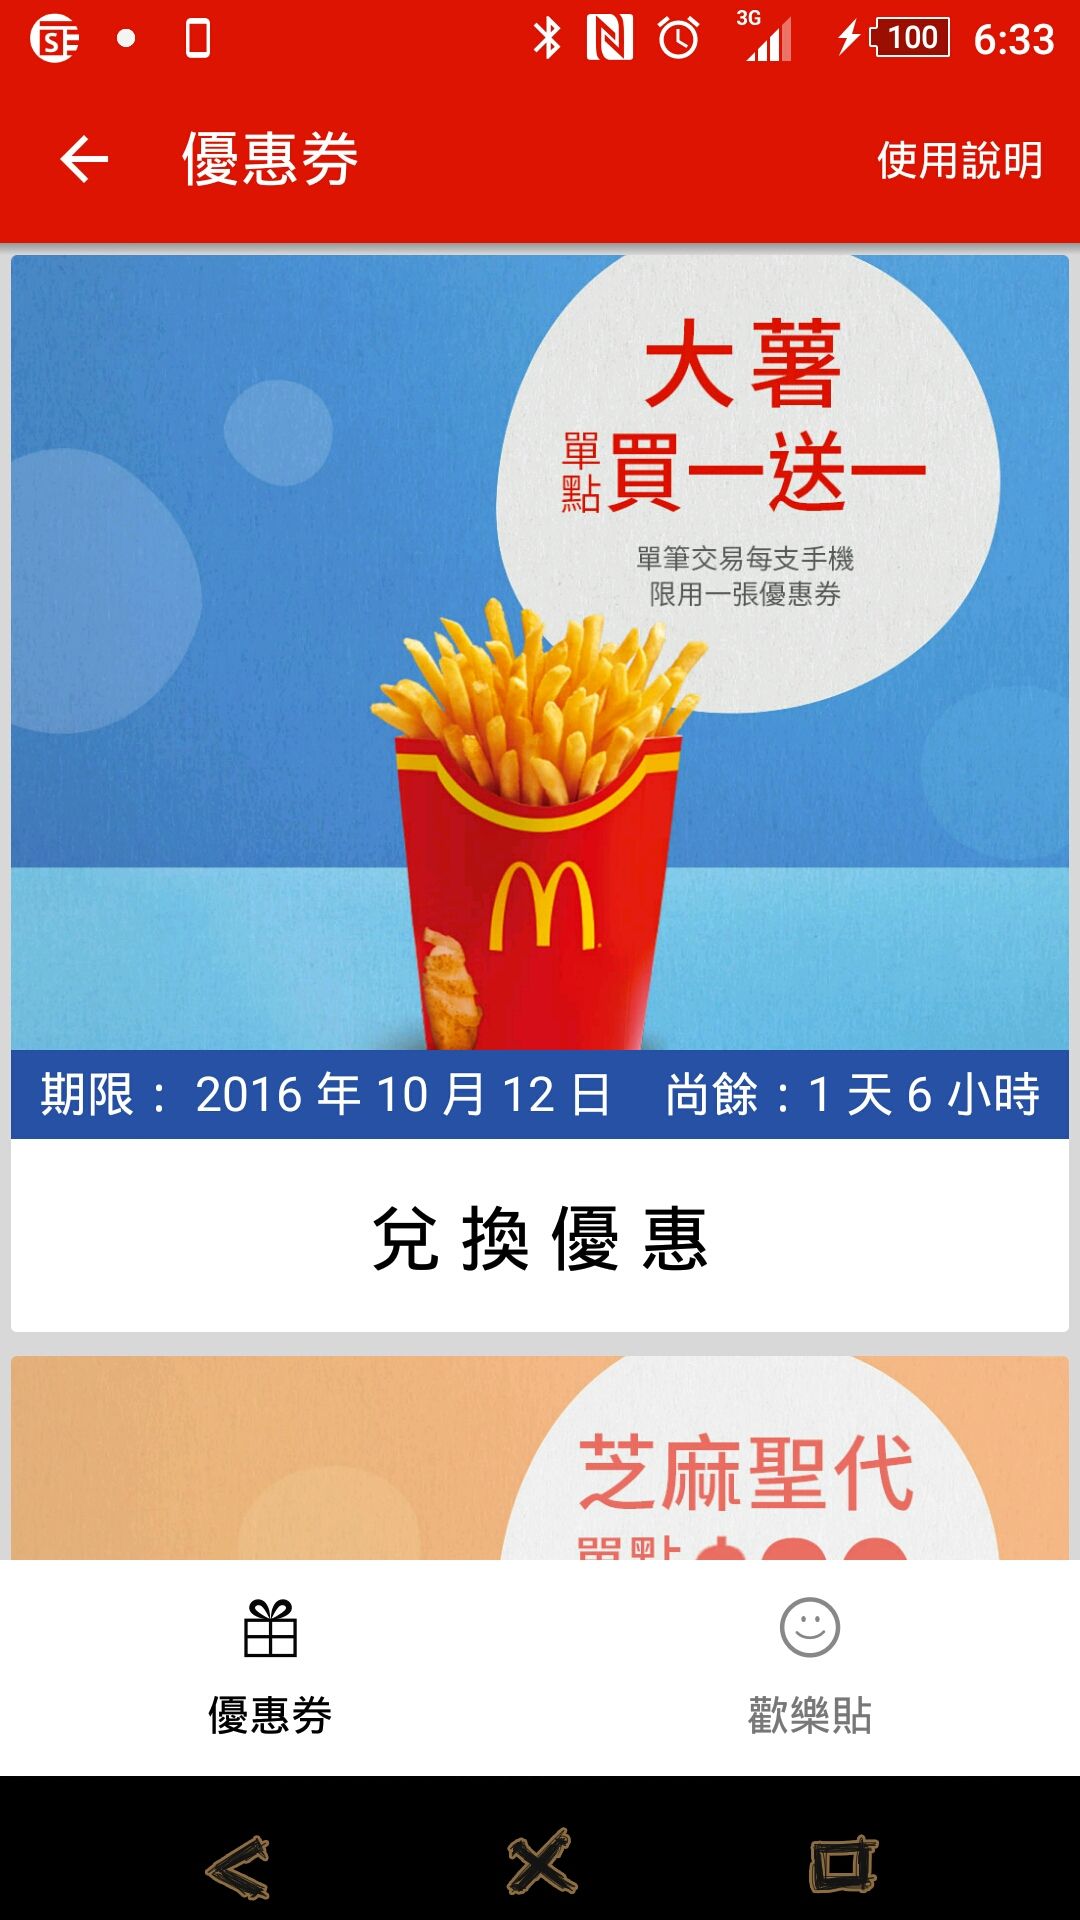 3G
100
6:33
優惠券
使用說明
大薯
單點買一送一
單筆交易每支手機
限用一張優惠券
期限： 2016 年 10 月 12 日
尚餘：1 天 6 小時
兌換優惠
芝麻聖代
單點
優惠券
歡樂貼